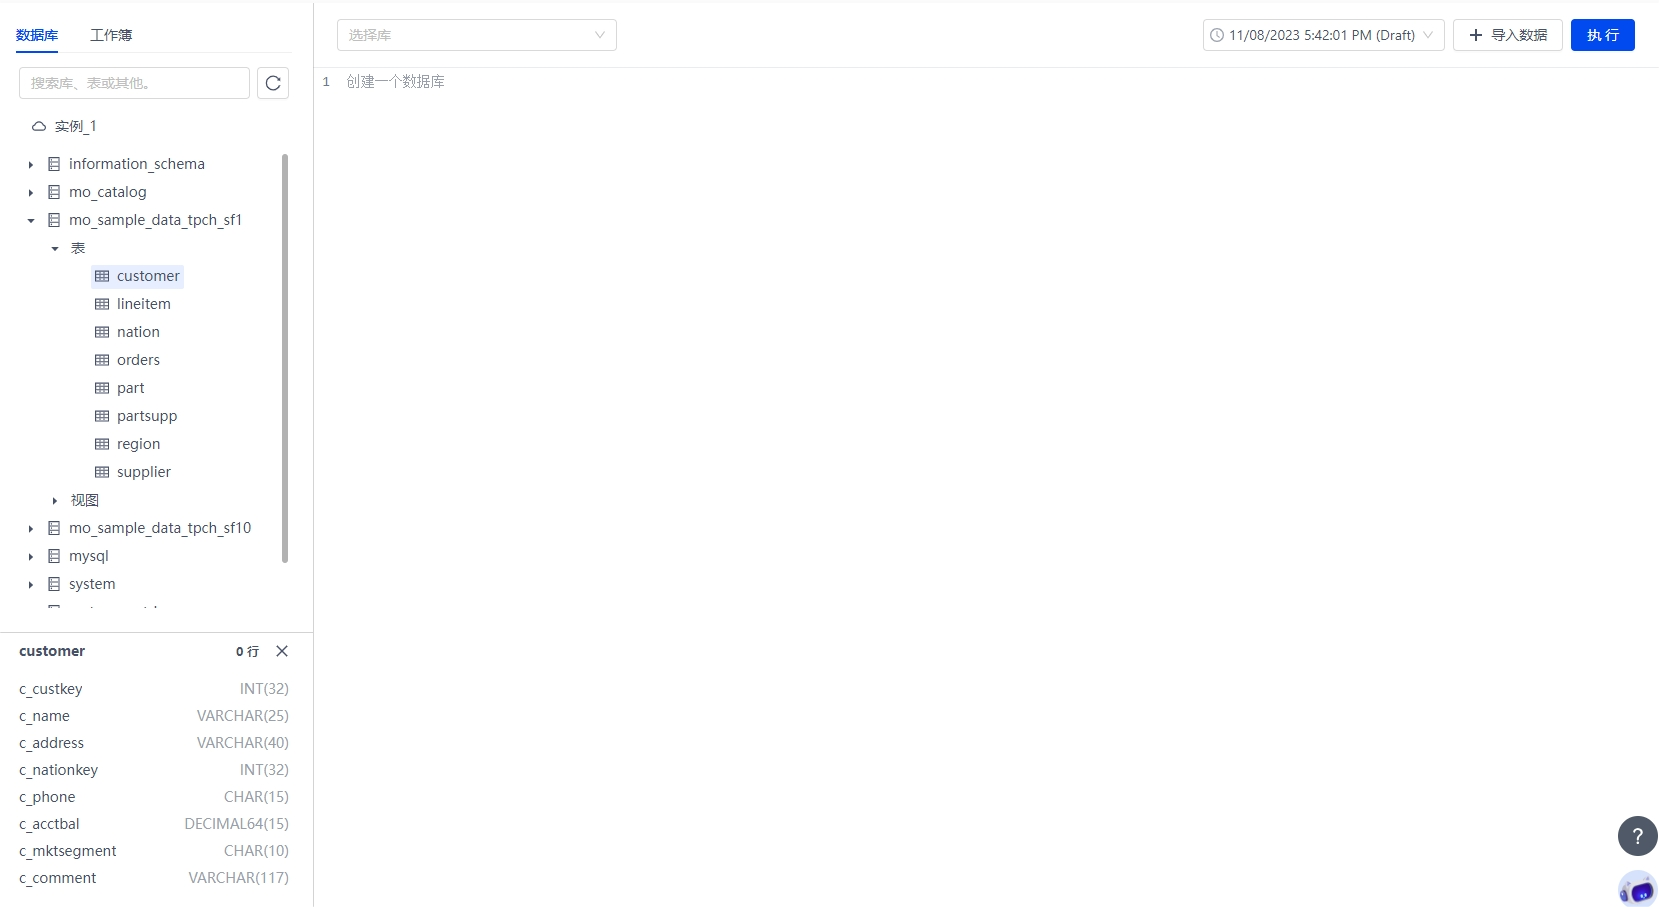 数据库 工作簿
搜索库、表或其他。
实例_1
information_schema
mo_catalog
mo_sample_data_tpch_sf1
表
customer
lineitem
nation
orders
part
partsupp
region
supplier
视图
mo_sample_data_tpch_sf10
mysql
system
customer 0 行
c_custkey INT(32)
c_name VARCHAR(25)
c_address VARCHAR(40)
c_nationkey INT(32)
c_phone CHAR(15)
c_acctbal DECIMAL64(15)
c_mktsegment CHAR(10)
c_comment VARCHAR(117)
选择库 11/08/2023 5:42:01 PM (Draft) 导入数据 执 行
1 创建一个数据库
?